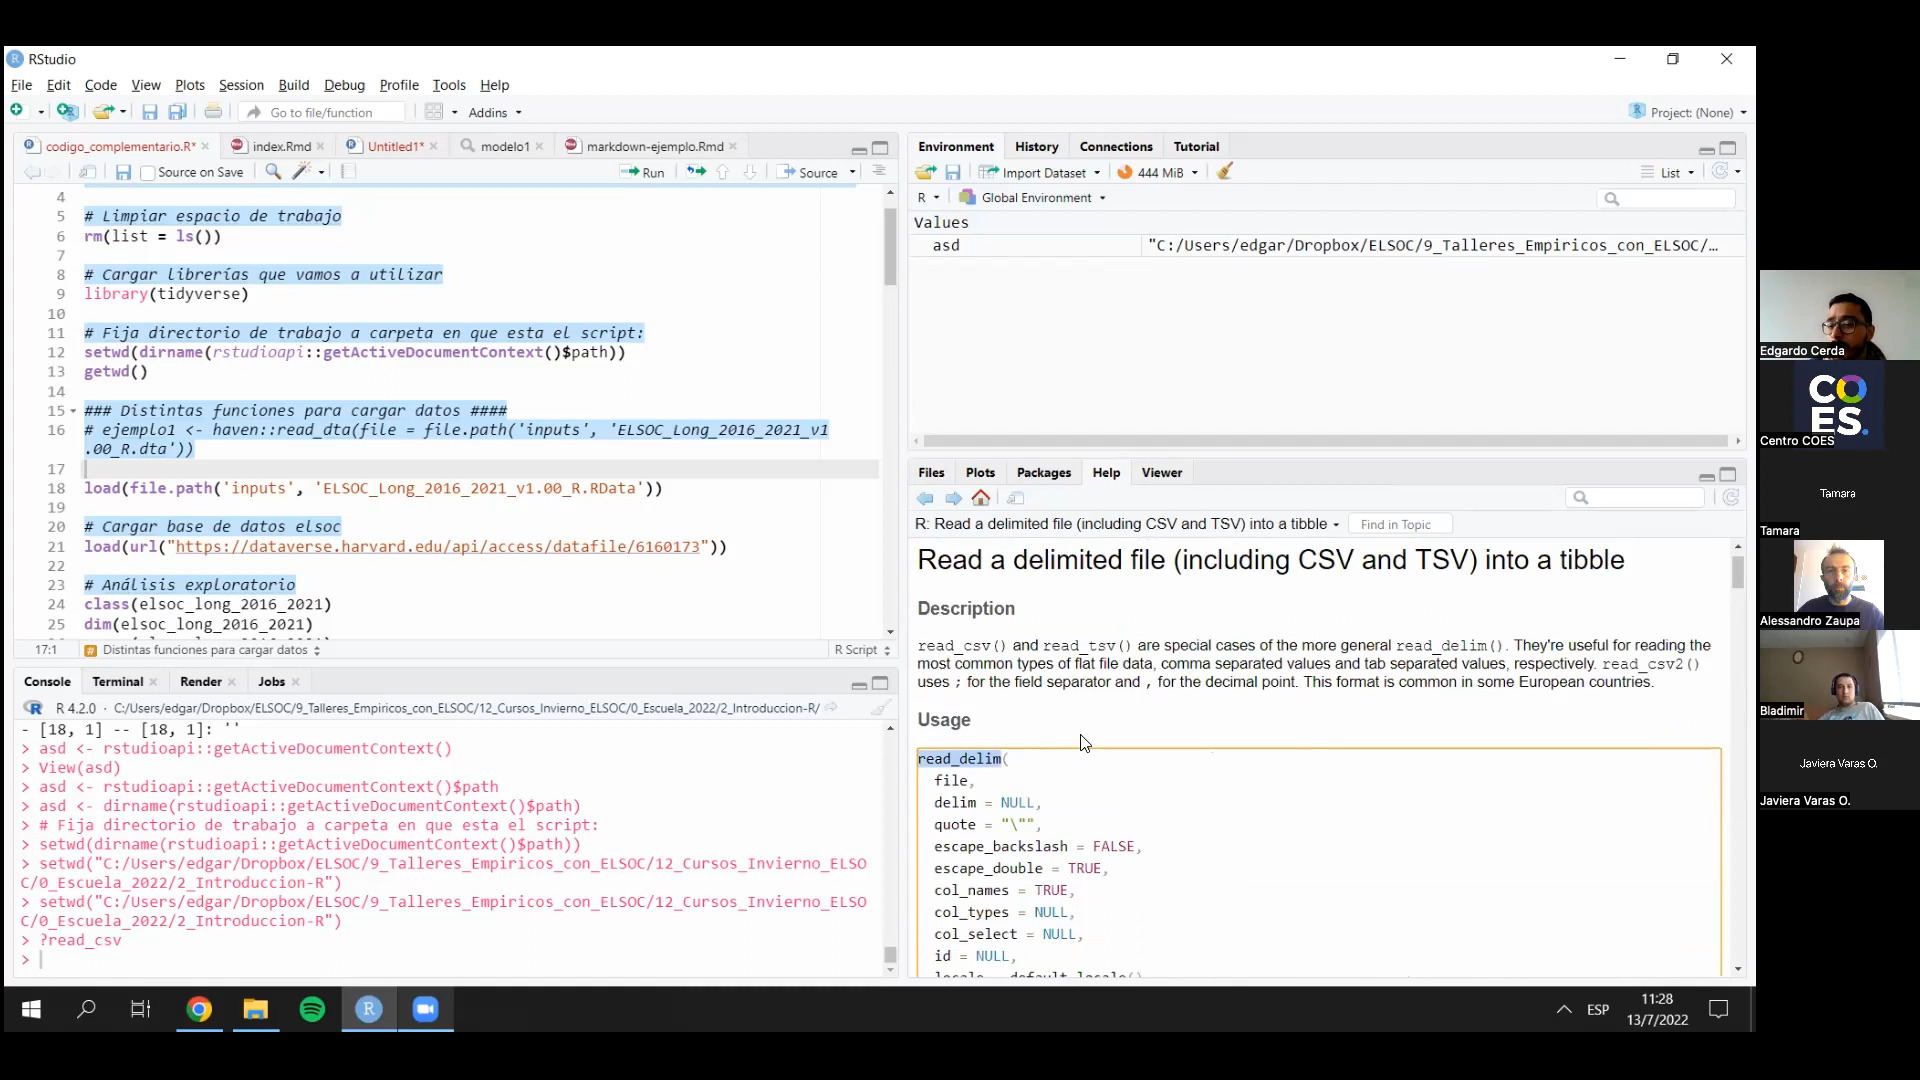 RStudio
File Edit Code View Plots Session Build Debug Profile Tools Help
Go to file/function Addins Project: (None)
codigo_complementario.R* index.Rmd Untitled1* modelo1 markdown-ejemplo.Rmd
Source on Save Run Source
4
5 # Limpiar espacio de trabajo
6 rm(list = ls())
7
8 # Cargar librerías que vamos a utilizar
9 library(tidyverse)
10
11 # Fija directorio de trabajo a carpeta en que esta el script:
12 setwd(dirname(rstudioapi::getActiveDocumentContext()$path))
13 getwd()
14
15 ### Distintas funciones para cargar datos ####
16 # ejemplo1 <- haven::read_dta(file = file.path('inputs', 'ELSOC_Long_2016_2021_v1
.00_R.dta'))
17
18 load(file.path('inputs', 'ELSOC_Long_2016_2021_v1.00_R.RData'))
19
20 # Cargar base de datos elsoc
21 load(url("https://dataverse.harvard.edu/api/access/datafile/6160173"))
22
23 # Análisis exploratorio
24 class(elsoc_long_2016_2021)
25 dim(elsoc_long_2016_2021)
17:1 # Distintas funciones para cargar datos R Script
Console Terminal Render Jobs
R 4.2.0 · C:/Users/edgar/Dropbox/ELSOC/9_Talleres_Empiricos_con_ELSOC/12_Cursos_Invierno_ELSOC/0_Escuela_2022/2_Introduccion-R/
- [18, 1] -- [18, 1]: ''
> asd <- rstudioapi::getActiveDocumentContext()
> View(asd)
> asd <- rstudioapi::getActiveDocumentContext()$path
> asd <- dirname(rstudioapi::getActiveDocumentContext()$path)
> # Fija directorio de trabajo a carpeta en que esta el script:
> setwd(dirname(rstudioapi::getActiveDocumentContext()$path))
> setwd("C:/Users/edgar/Dropbox/ELSOC/9_Talleres_Empiricos_con_ELSOC/12_Cursos_Invierno_ELSO
C/0_Escuela_2022/2_Introduccion-R")
> setwd("C:/Users/edgar/Dropbox/ELSOC/9_Talleres_Empiricos_con_ELSOC/12_Cursos_Invierno_ELSO
C/0_Escuela_2022/2_Introduccion-R")
> ?read_csv
>
Environment History Connections Tutorial
Import Dataset 444 MiB List
R Global Environment
Values
asd "C:/Users/edgar/Dropbox/ELSOC/9_Talleres_Empiricos_con_ELSOC/…
Files Plots Packages Help Viewer
R: Read a delimited file (including CSV and TSV) into a tibble Find in Topic
Read a delimited file (including CSV and TSV) into a tibble
Description
read_csv() and read_tsv() are special cases of the more general read_delim(). They're useful for reading the
most common types of flat file data, comma separated values and tab separated values, respectively. read_csv2()
uses ; for the field separator and , for the decimal point. This format is common in some European countries.
Usage
read_delim(
file,
delim = NULL,
quote = "\"",
escape_backslash = FALSE,
escape_double = TRUE,
col_names = TRUE,
col_types = NULL,
col_select = NULL,
id = NULL,
locale = default_locale()
Edgardo Cerda
COES.
Centro COES
Tamara
Tamara
Alessandro Zaupa
Bladimir
Javiera Varas O.
Javiera Varas O.
ESP
11:28
13/7/2022